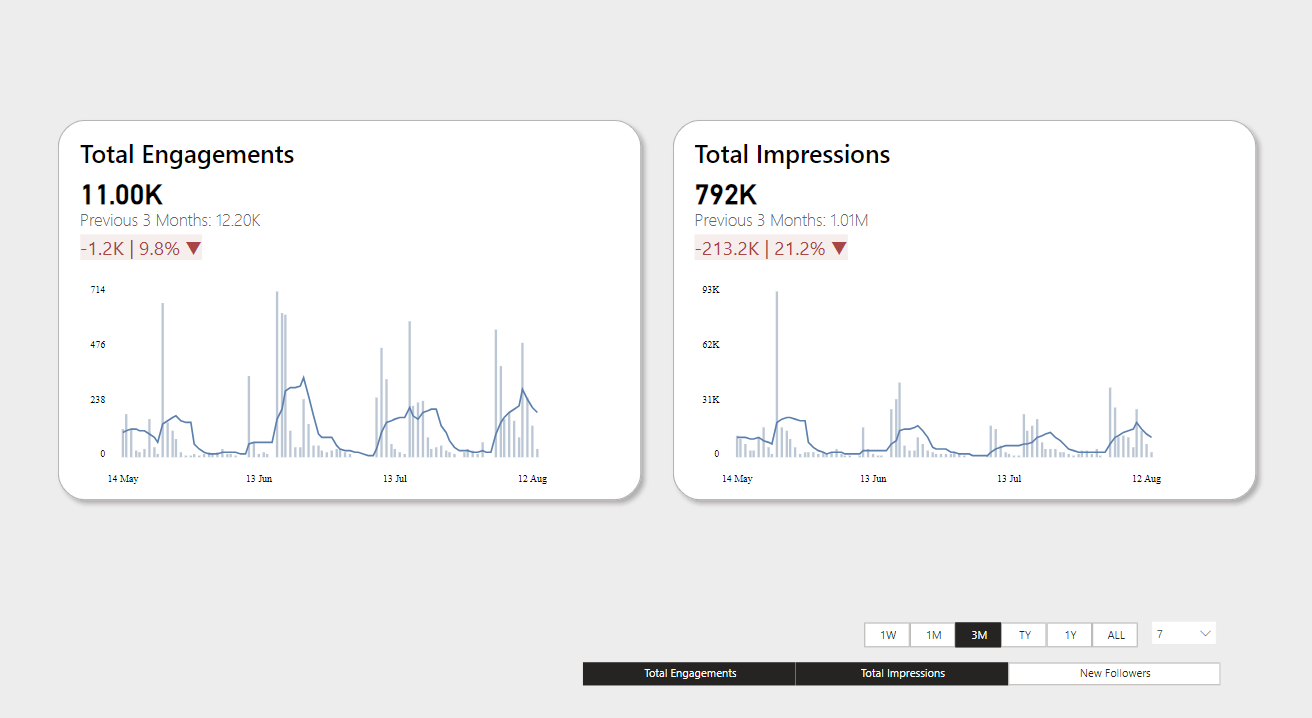 Total Engagements
11.00K
Previous 3 Months: 12.20K
-1.2K | 9.8% ▼
714
476
238
0
14 May 13 Jun 13 Jul 12 Aug
Total Impressions
792K
Previous 3 Months: 1.01M
-213.2K | 21.2% ▼
93K
62K
31K
0
14 May 13 Jun 13 Jul 12 Aug
1W 1M 3M TY 1Y ALL 7
Total Engagements Total Impressions New Followers